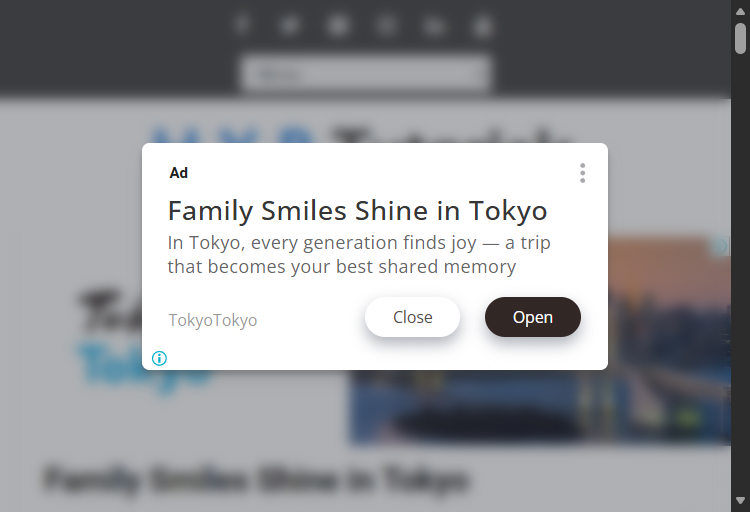 Ad
Family Smiles Shine in Tokyo
In Tokyo, every generation finds joy — a trip
that becomes your best shared memory
TokyoTokyo
Close
Open
Tokyo
Family Smiles Shine in Tokyo